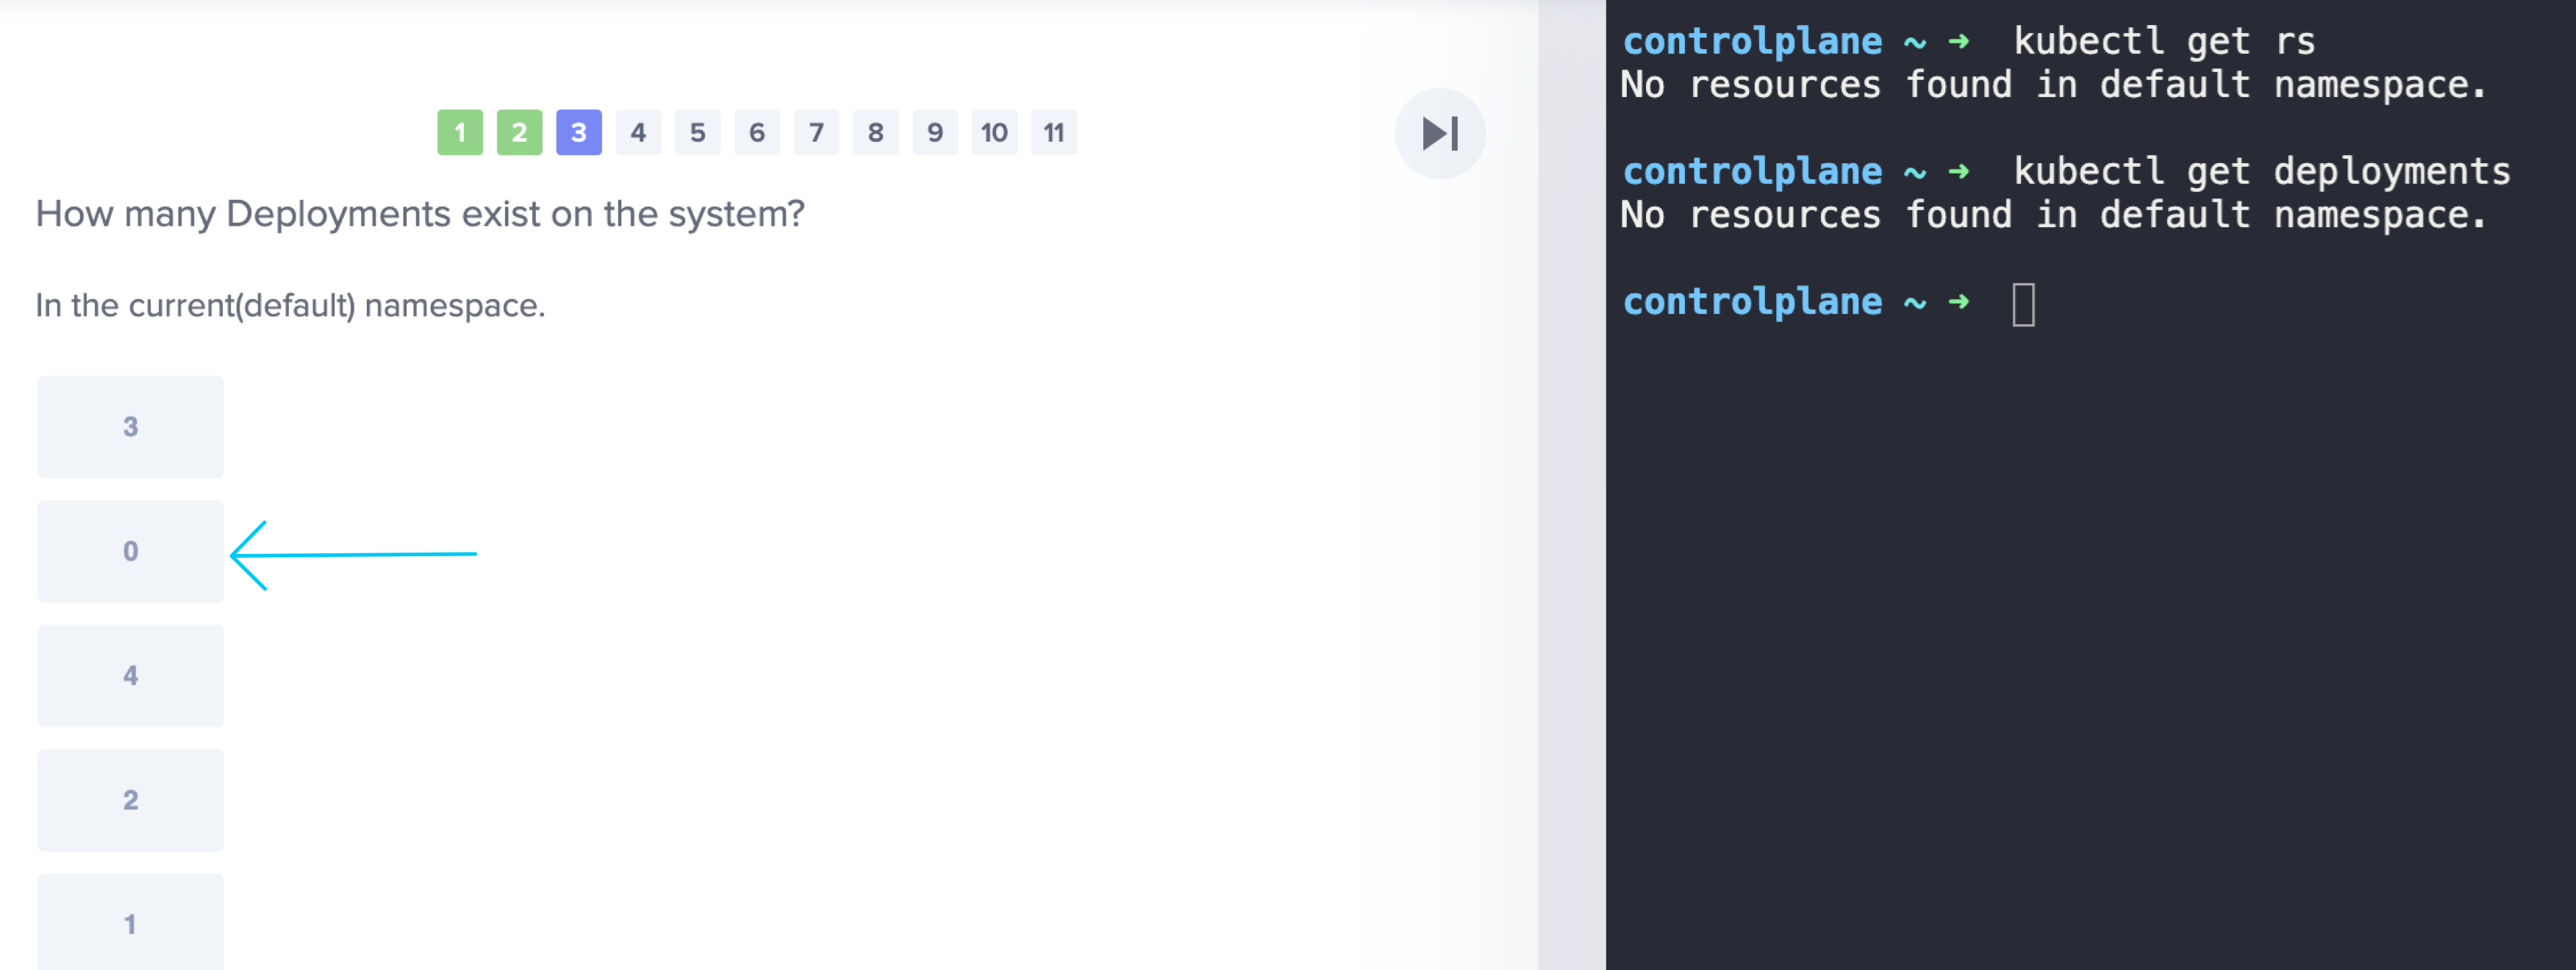 1 2 3 4 5 6 7 8 9 10 11
How many Deployments exist on the system?
In the current(default) namespace.
3
0
4
2
1
controlplane ~ ➜  kubectl get rs
No resources found in default namespace.
controlplane ~ ➜  kubectl get deployments
No resources found in default namespace.
controlplane ~ ➜